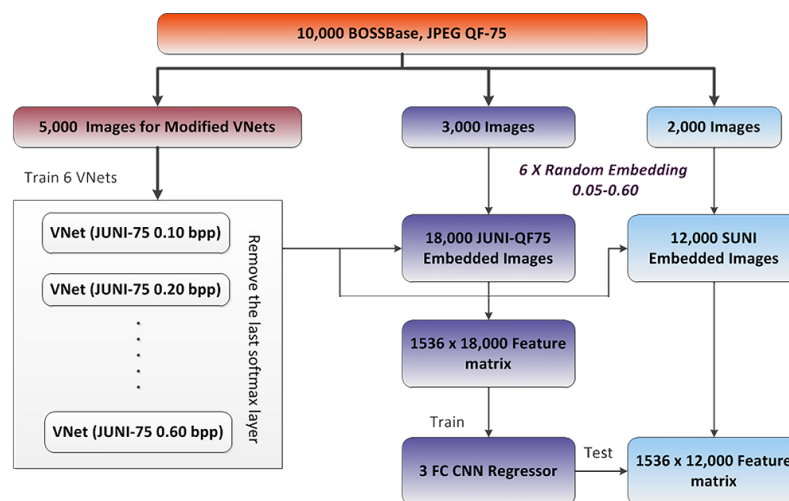 10,000 BOSSBase, JPEG QF-75
5,000 Images for Modified VNets
3,000 Images
2,000 Images
Train 6 VNets
6 X Random Embedding
0.05-0.60
VNet (JUNI-75 0.10 bpp)
VNet (JUNI-75 0.20 bpp)
VNet (JUNI-75 0.60 bpp)
Remove the last softmax layer
18,000 JUNI-QF75
Embedded Images
12,000 SUNI
Embedded Images
1536 x 18,000 Feature
matrix
Train
3 FC CNN Regressor
Test
1536 x 12,000 Feature
matrix